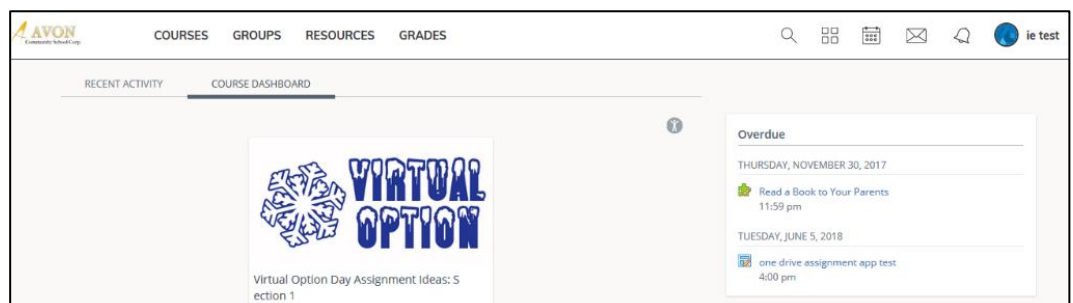 AVON
Community School Corp.
COURSES GROUPS RESOURCES GRADES
ie test
RECENT ACTIVITY COURSE DASHBOARD
VIRTUAL
OPTION
Virtual Option Day Assignment Ideas: S
ection 1
Overdue
THURSDAY, NOVEMBER 30, 2017
Read a Book to Your Parents
11:59 pm
TUESDAY, JUNE 5, 2018
one drive assignment app test
4:00 pm